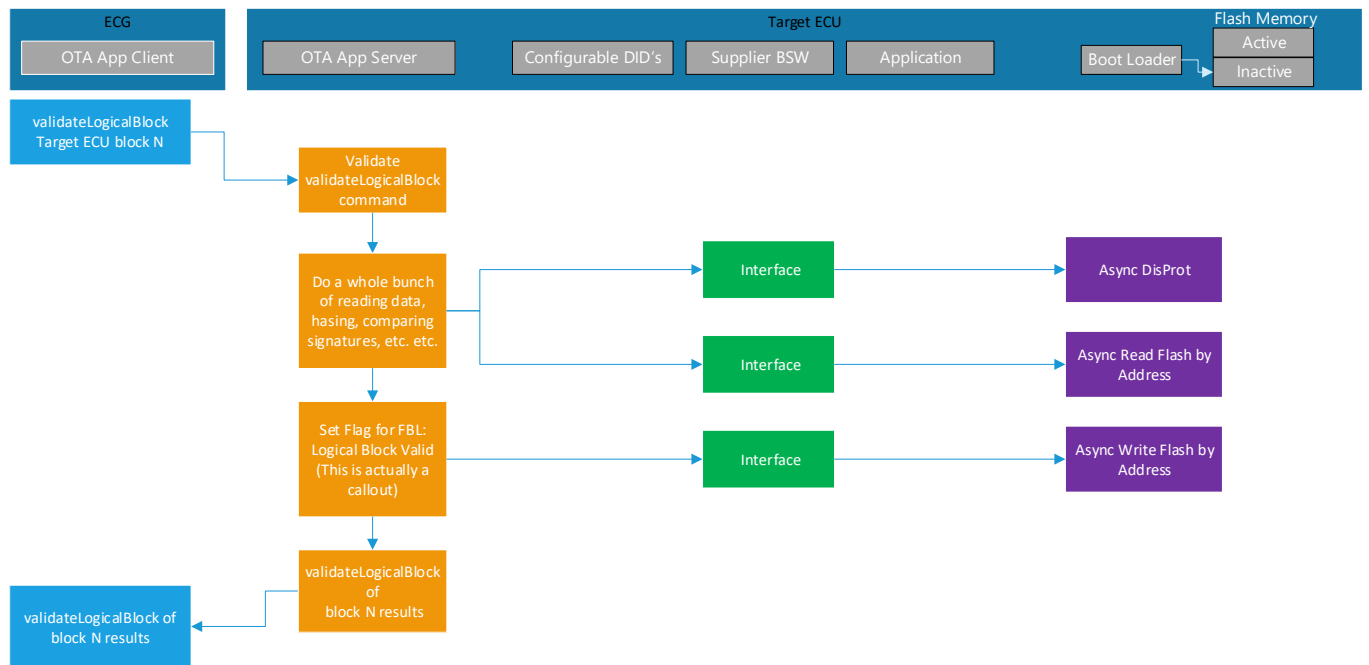 ECG
Target ECU
Flash Memory
OTA App Client
OTA App Server
Configurable DID's
Supplier BSW
Application
Boot Loader
Active
Inactive
validateLogicalBlock
Target ECU block N
Validate
validateLogicalBlock
command
Do a whole bunch
of reading data,
hasing, comparing
signatures, etc. etc.
Interface
Async DisProt
Interface
Async Read Flash by
Address
Set Flag for FBL:
Logical Block Valid
(This is actually a
callout)
Interface
Async Write Flash by
Address
validateLogicalBlock
of
block N results
validateLogicalBlock of
block N results